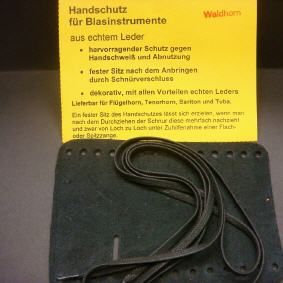 Handschutz
für Blasinstrumente
Waldhorn
aus echtem Leder
• hervorragender Schutz gegen
Handschweiß und Abnutzung
• fester Sitz nach dem Anbringen
durch Schnürverschluss
• dekorativ, mit allen Vorteilen echten Leders
Lieferbar für Flügelhorn, Tenorhorn, Bariton und Tuba.
Ein fester Sitz des Handschutzes lässt sich erzielen, wenn man
nach dem Durchziehen der Schnur diese mehrfach nachzieht
und zwar von Loch zu Loch unter Zuhilfenahme einer Flach-
oder Spitzzange.